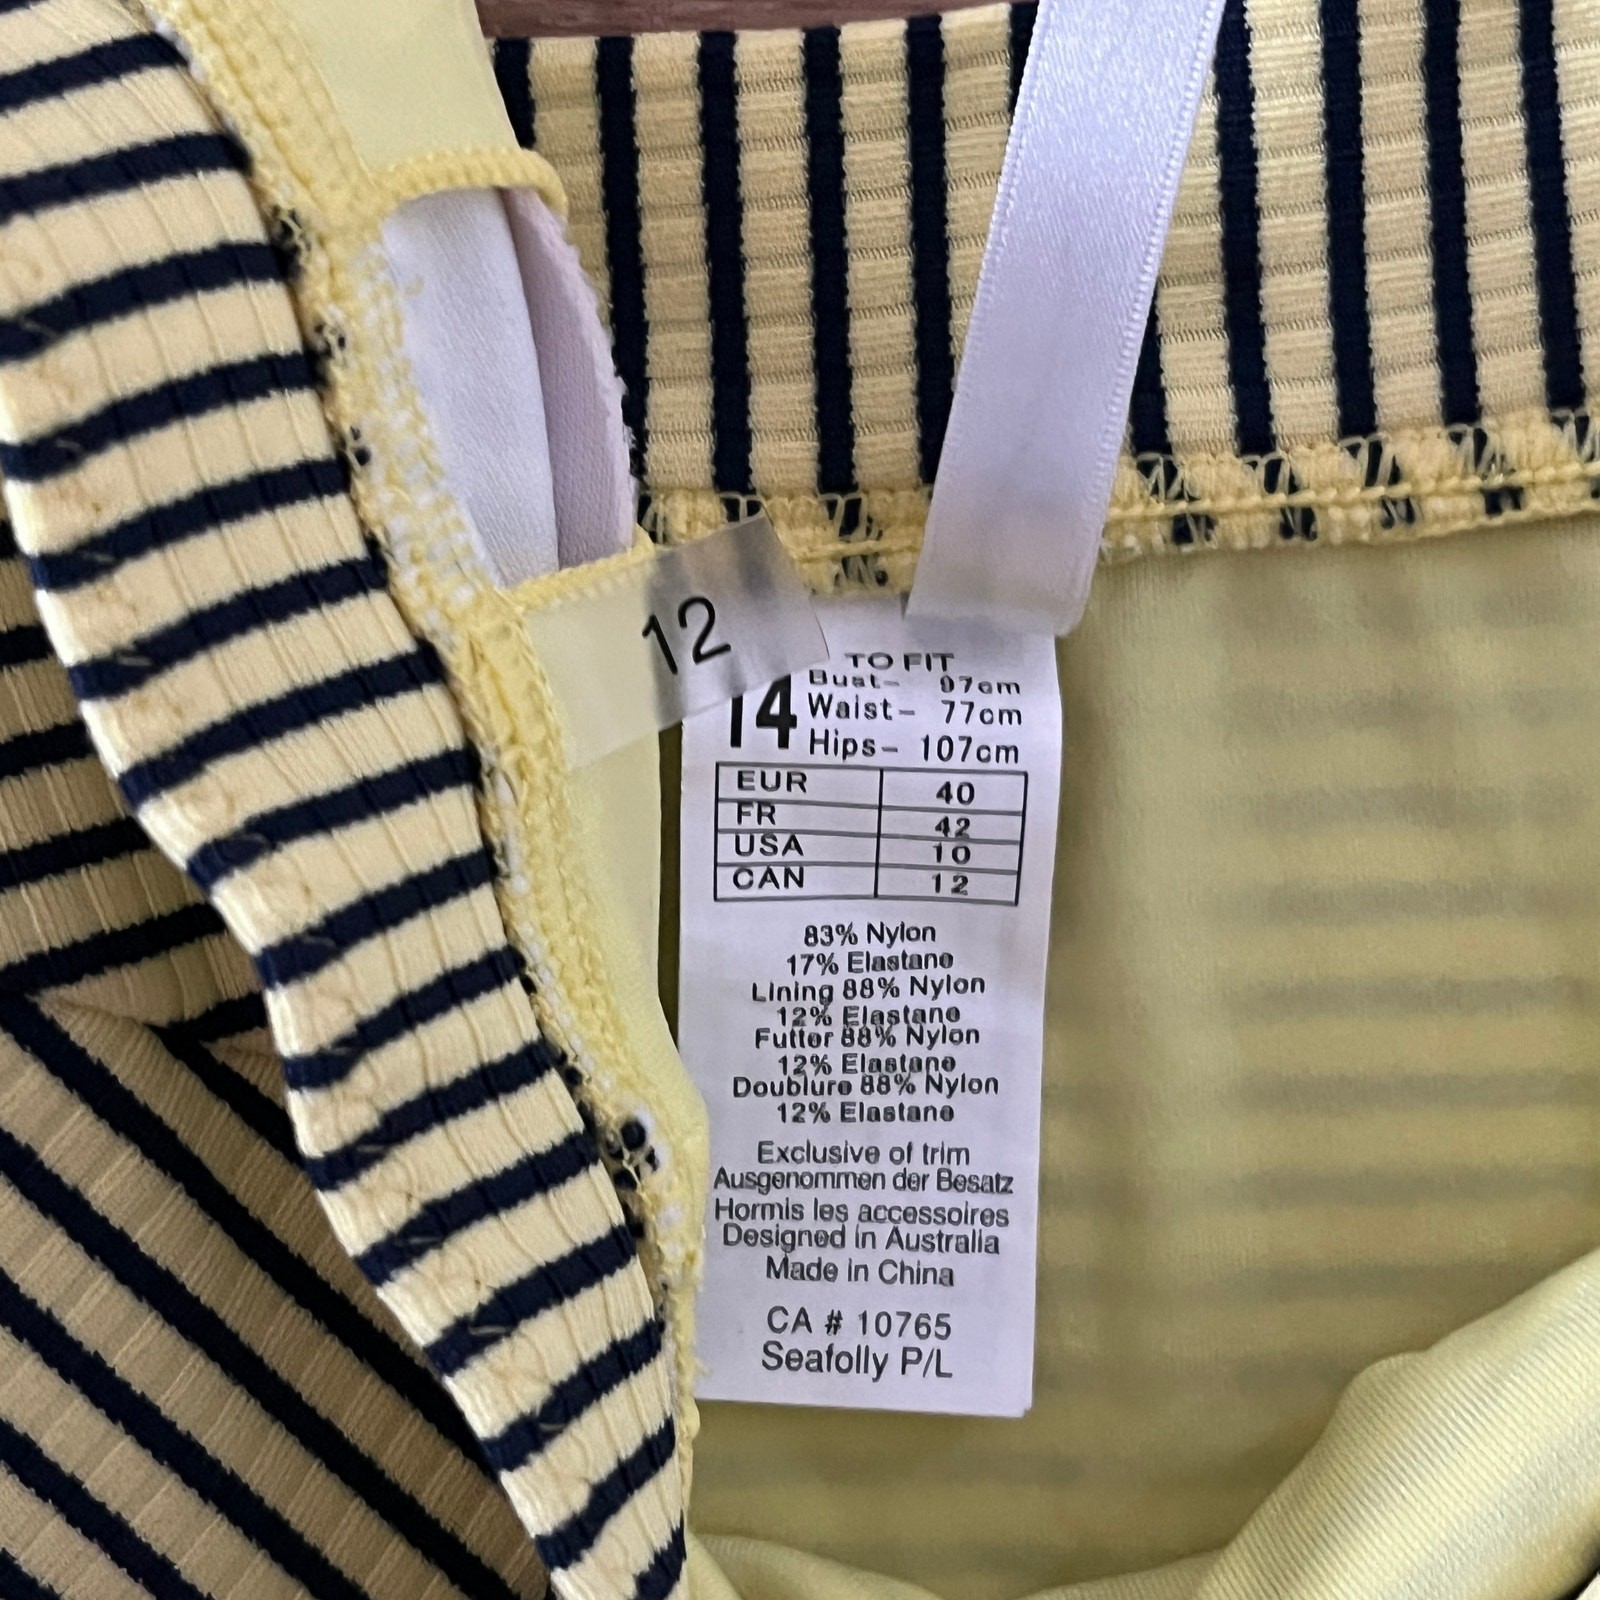 12
TO FIT
14
Bust- 97cm
Waist- 77cm
Hips- 107cm
EUR 40
FR 42
USA 10
CAN 12
83% Nylon
17% Elastane
Lining 88% Nylon
12% Elastane
Futter 88% Nylon
12% Elastane
Doublure 88% Nylon
12% Elastane
Exclusive of trim
Ausgenommen der Besatz
Hormis les accessoires
Designed in Australia
Made in China
CA # 10765
Seafolly P/L